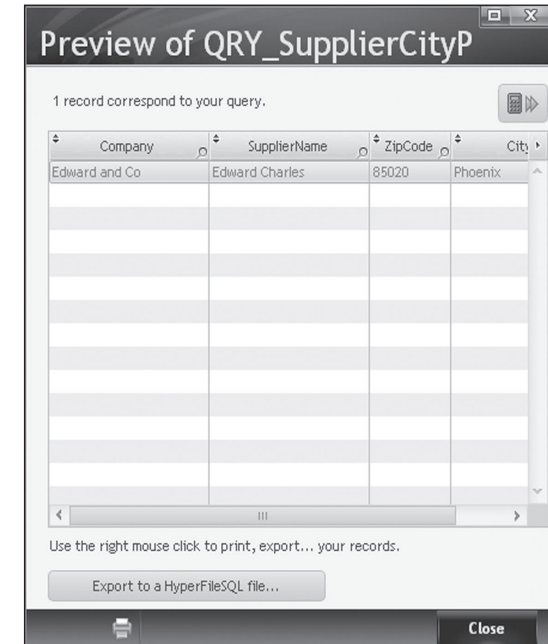 Preview of QRY_SupplierCityP
1 record correspond to your query.
Company SupplierName ZipCode City
Edward and Co Edward Charles 85020 Phoenix
Use the right mouse click to print, export... your records.
Export to a HyperFileSQL file...
Close